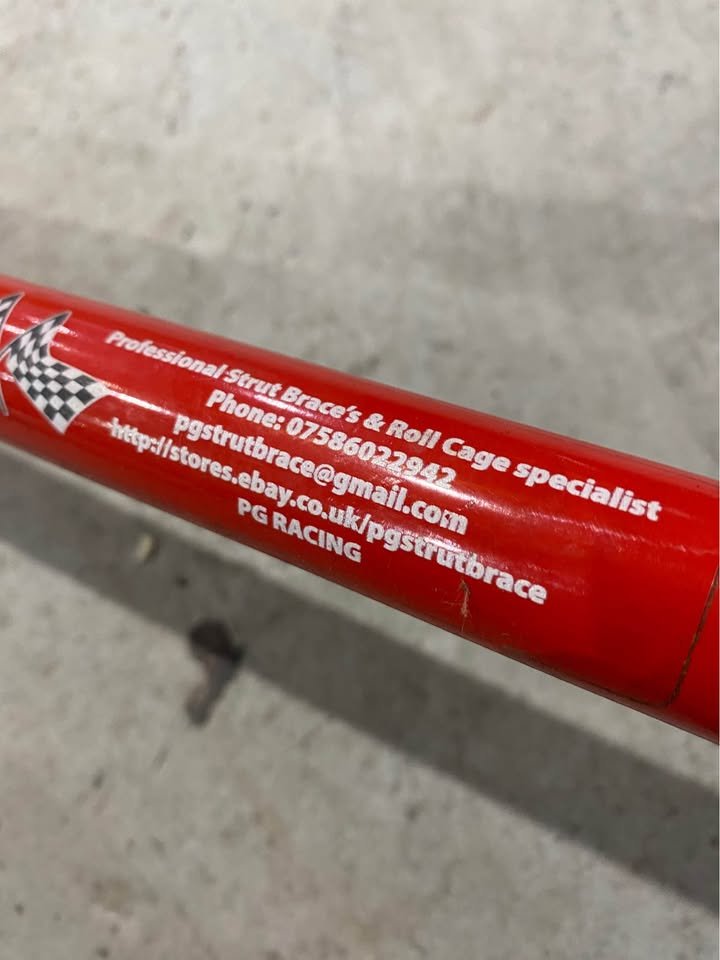 Professional Strut Brace's & Roll Cage specialist
Phone: 07586022942
pgstrutbrace@gmail.com
http://stores.ebay.co.uk/pgstrutbrace
PG RACING